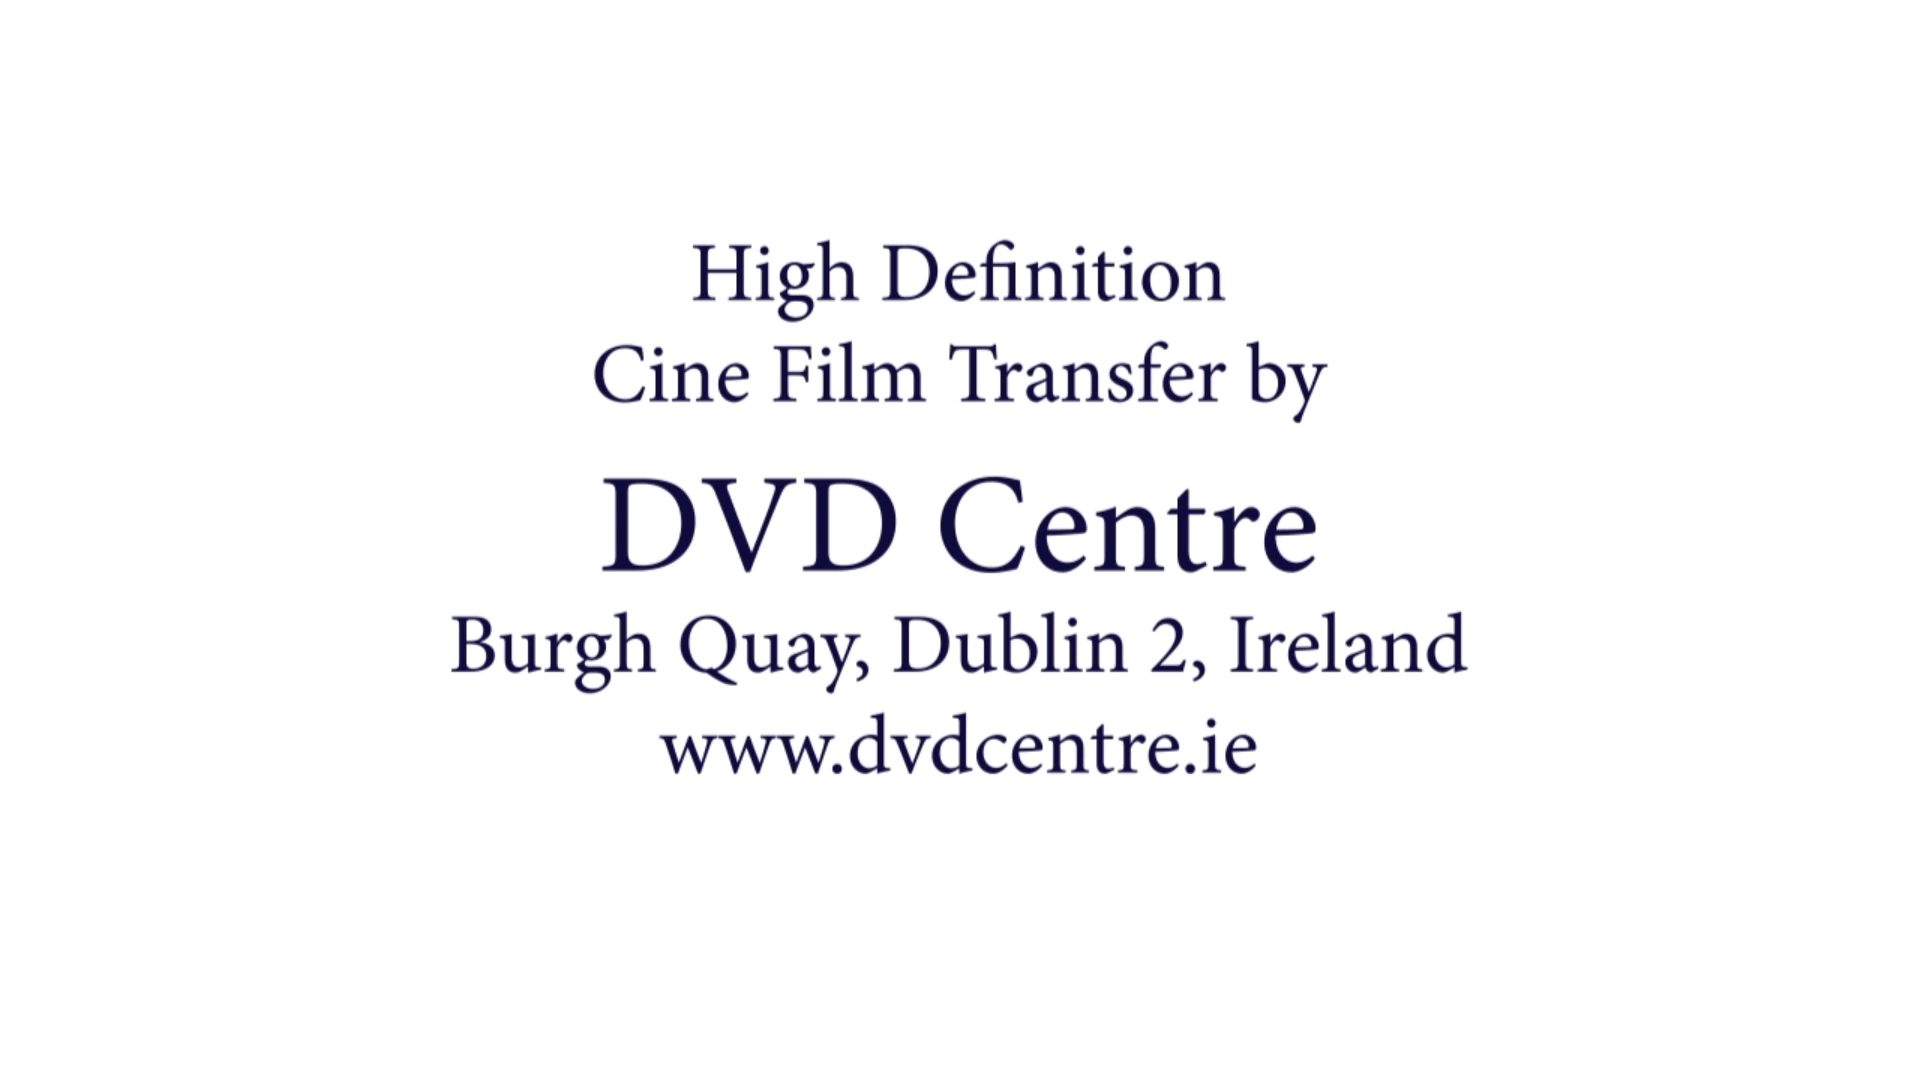 High Definition
Cine Film Transfer by
DVD Centre
Burgh Quay, Dublin 2, Ireland
www.dvdcentre.ie